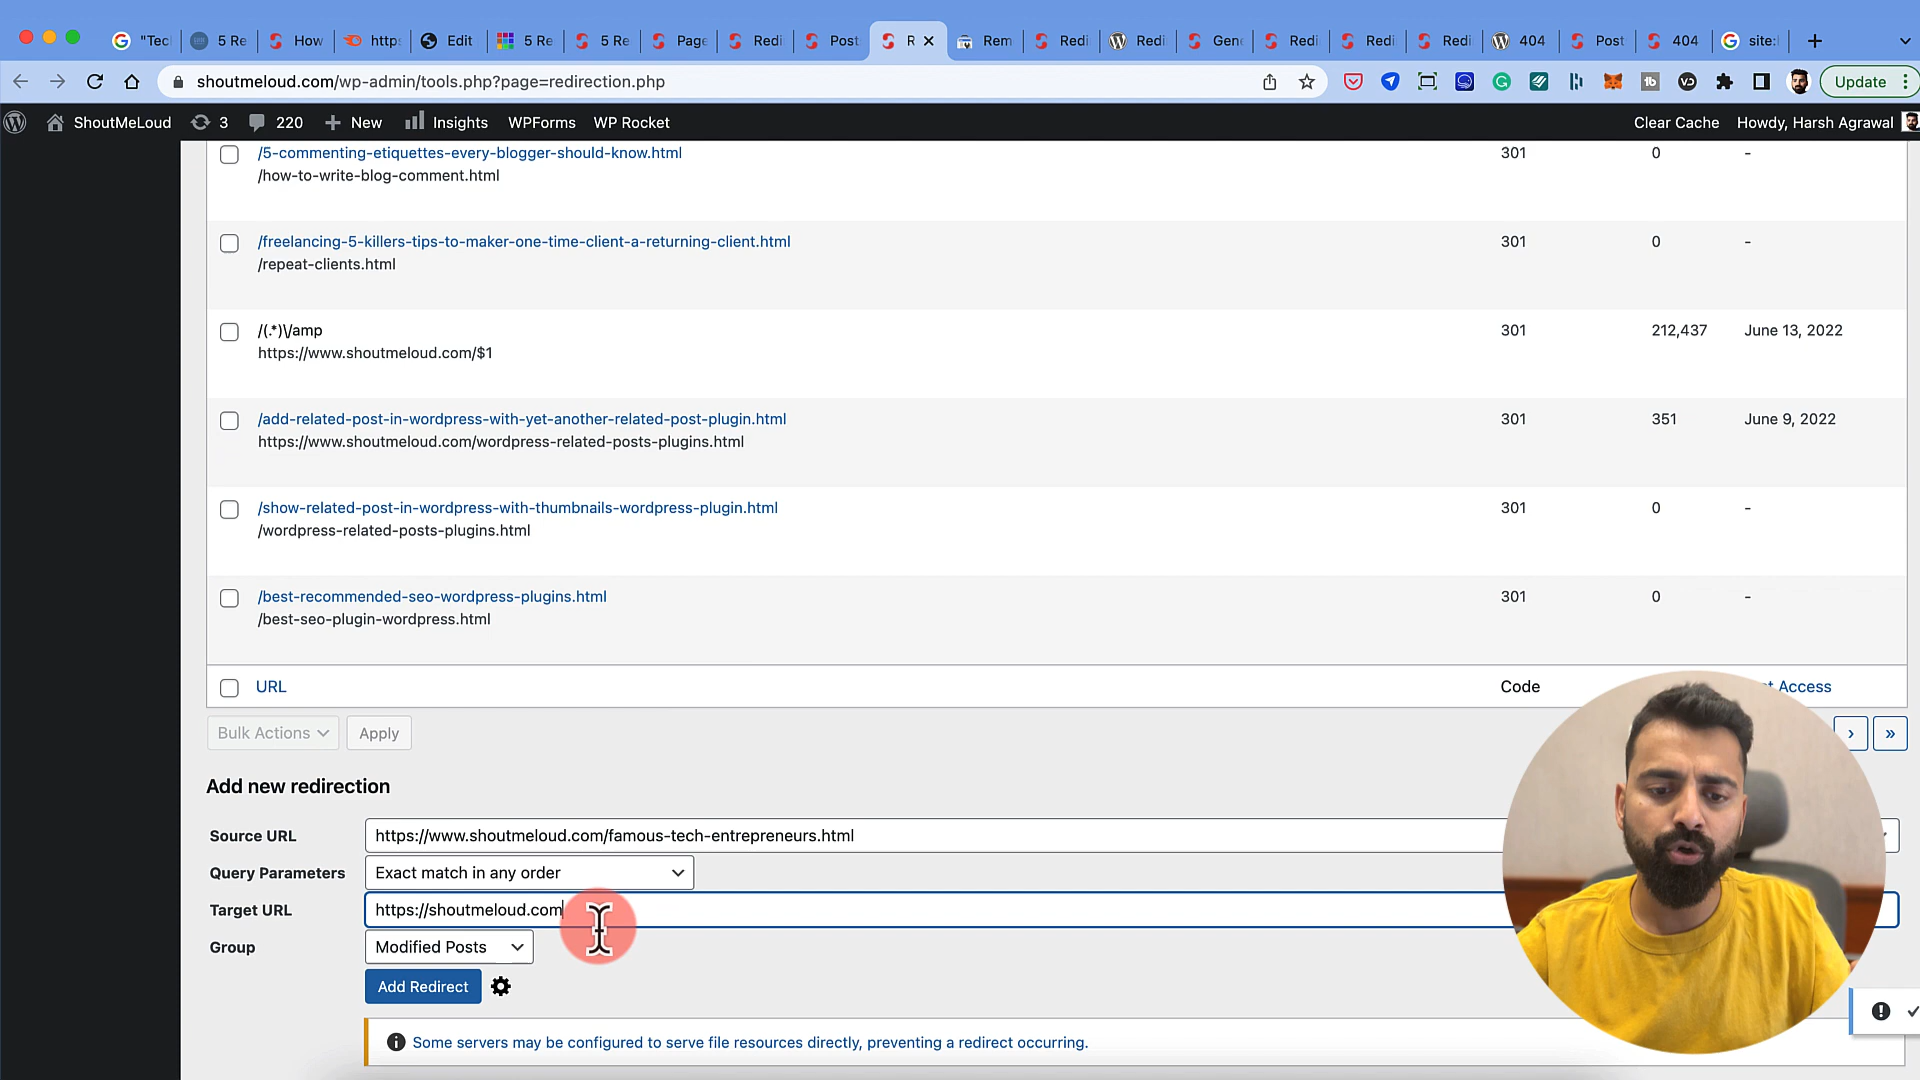 "Tec
5 Re
How
http:
Edit
5 Re
5 Re
Page
Redi
Post
R
Rem
Redi
Redi
Gene
Redi
Redi
Redi
404
Post
404
site:
shoutmeloud.com/wp-admin/tools.php?page=redirection.php
Update
ShoutMeLoud
3
220
New
Insights
WPForms
WP Rocket
Clear Cache
Howdy, Harsh Agrawal
/5-commenting-etiquettes-every-blogger-should-know.html 301 0 -
/how-to-write-blog-comment.html
/freelancing-5-killers-tips-to-maker-one-time-client-a-returning-client.html 301 0 -
/repeat-clients.html
/(.*)\/amp 301 212,437 June 13, 2022
https://www.shoutmeloud.com/$1
/add-related-post-in-wordpress-with-yet-another-related-post-plugin.html 301 351 June 9, 2022
https://www.shoutmeloud.com/wordpress-related-posts-plugins.html
/show-related-post-in-wordpress-with-thumbnails-wordpress-plugin.html 301 0 -
/wordpress-related-posts-plugins.html
/best-recommended-seo-wordpress-plugins.html 301 0 -
/best-seo-plugin-wordpress.html
URL Code Access
Bulk Actions Apply › »
Add new redirection
Source URL https://www.shoutmeloud.com/famous-tech-entrepreneurs.html
Query Parameters Exact match in any order
Target URL https://shoutmeloud.com
Group Modified Posts
Add Redirect
Some servers may be configured to serve file resources directly, preventing a redirect occurring.